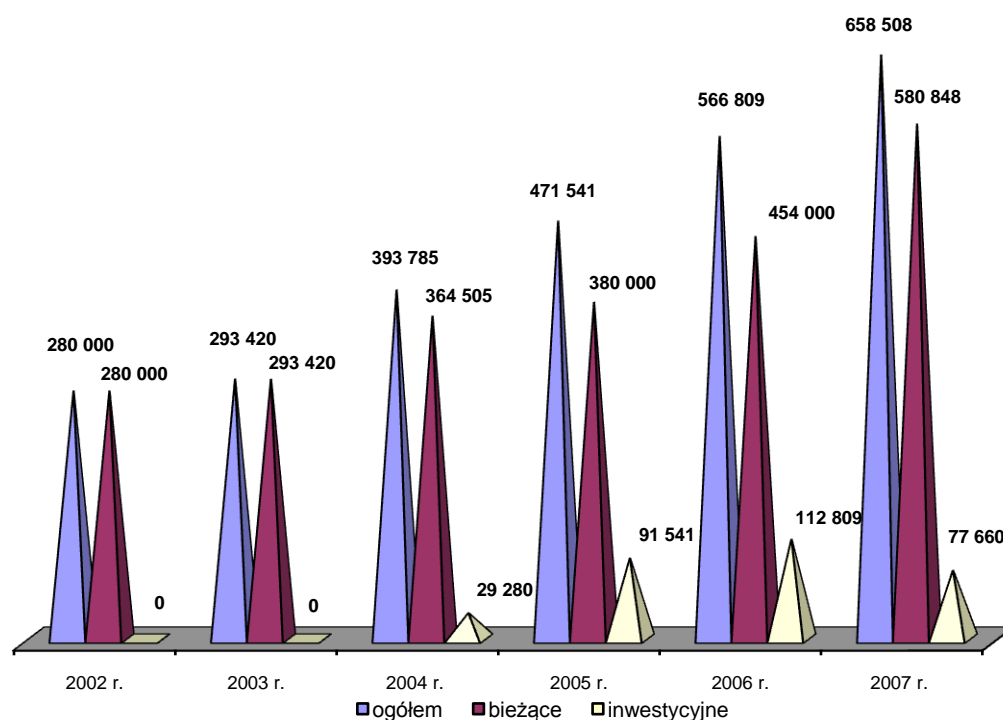 658 508
580 848
566 809
454 000
471 541
380 000
393 785
364 505
293 420
293 420
280 000
280 000
112 809
91 541
77 660
29 280
0
0
2002 r.
2003 r.
2004 r.
2005 r.
2006 r.
2007 r.
ogółem
bieżące
inwestycyjne